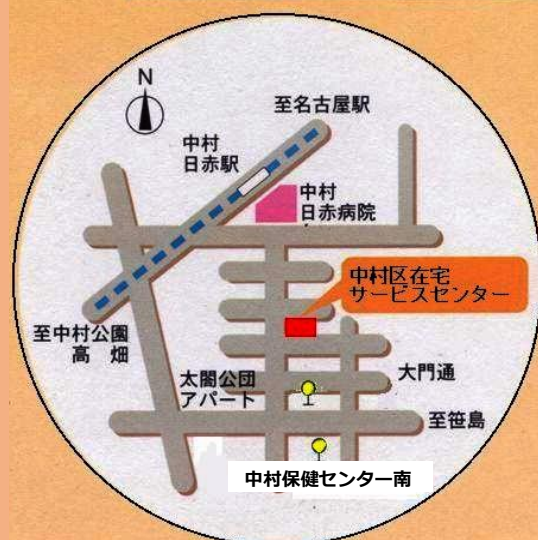 N
至名古屋駅
中村
日赤駅
中村
日赤病院
中村区在宅
サービスセンター
至中村公園
高　畑
太閤公団
アパート
大門通
至笹島
中村保健センター南